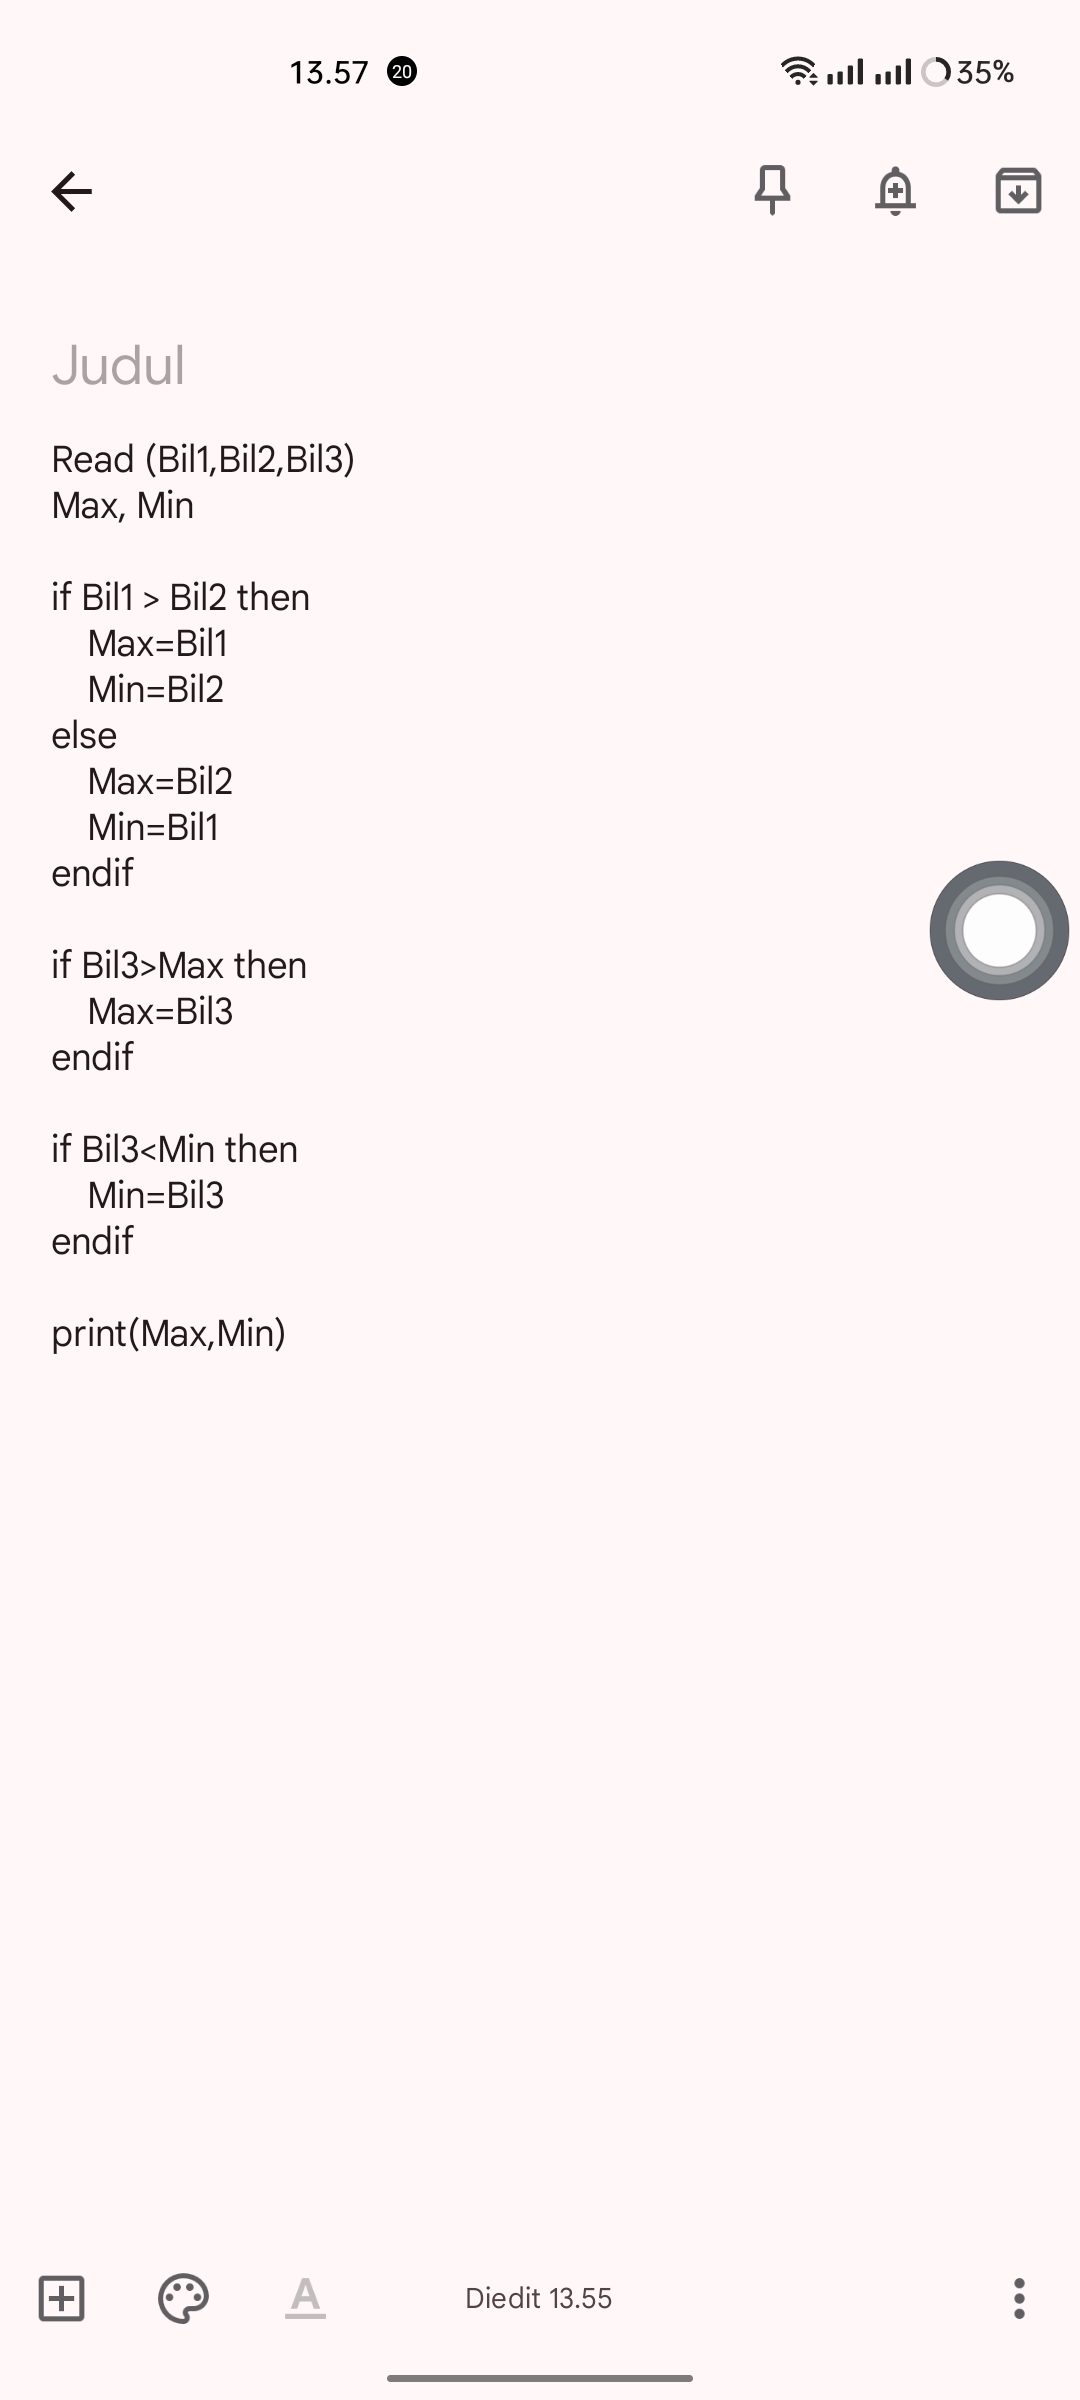 13.57 20 35%
Judul
Read (Bil1,Bil2,Bil3)
Max, Min
if Bil1 > Bil2 then
Max=Bil1
Min=Bil2
else
Max=Bil2
Min=Bil1
endif
if Bil3>Max then
Max=Bil3
endif
if Bil3<Min then
Min=Bil3
endif
print(Max,Min)
A Diedit 13.55